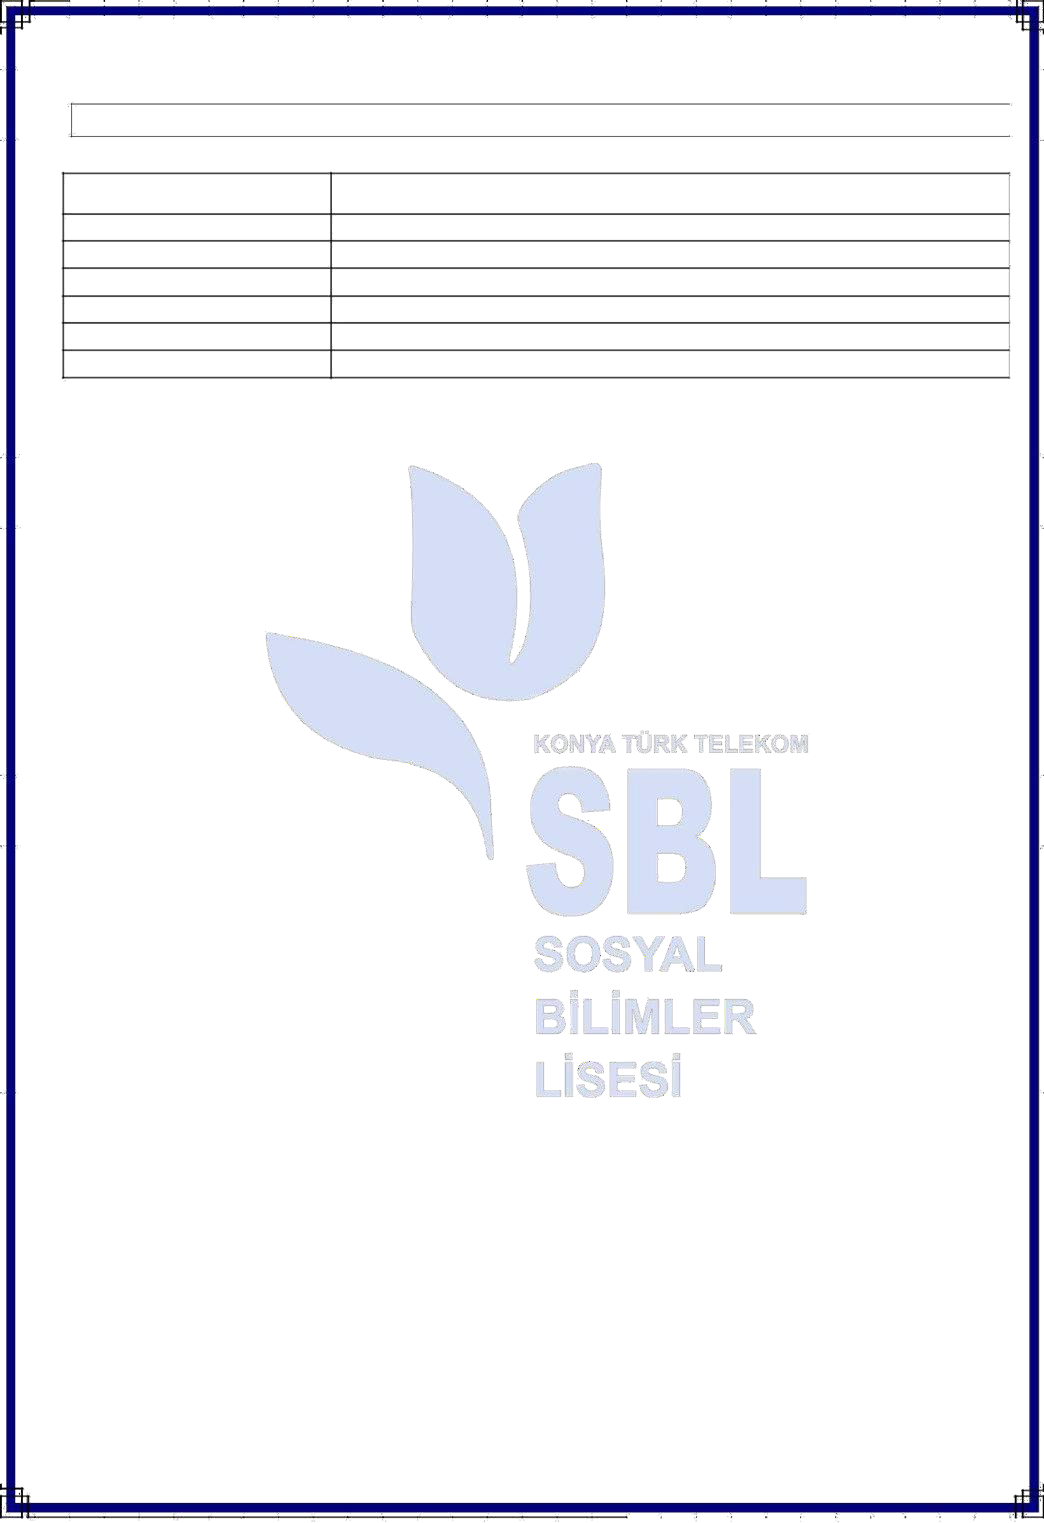 KONYA TÜRK TELEKOM
SBL
SOSYAL
BİLİMLER
LİSESİ